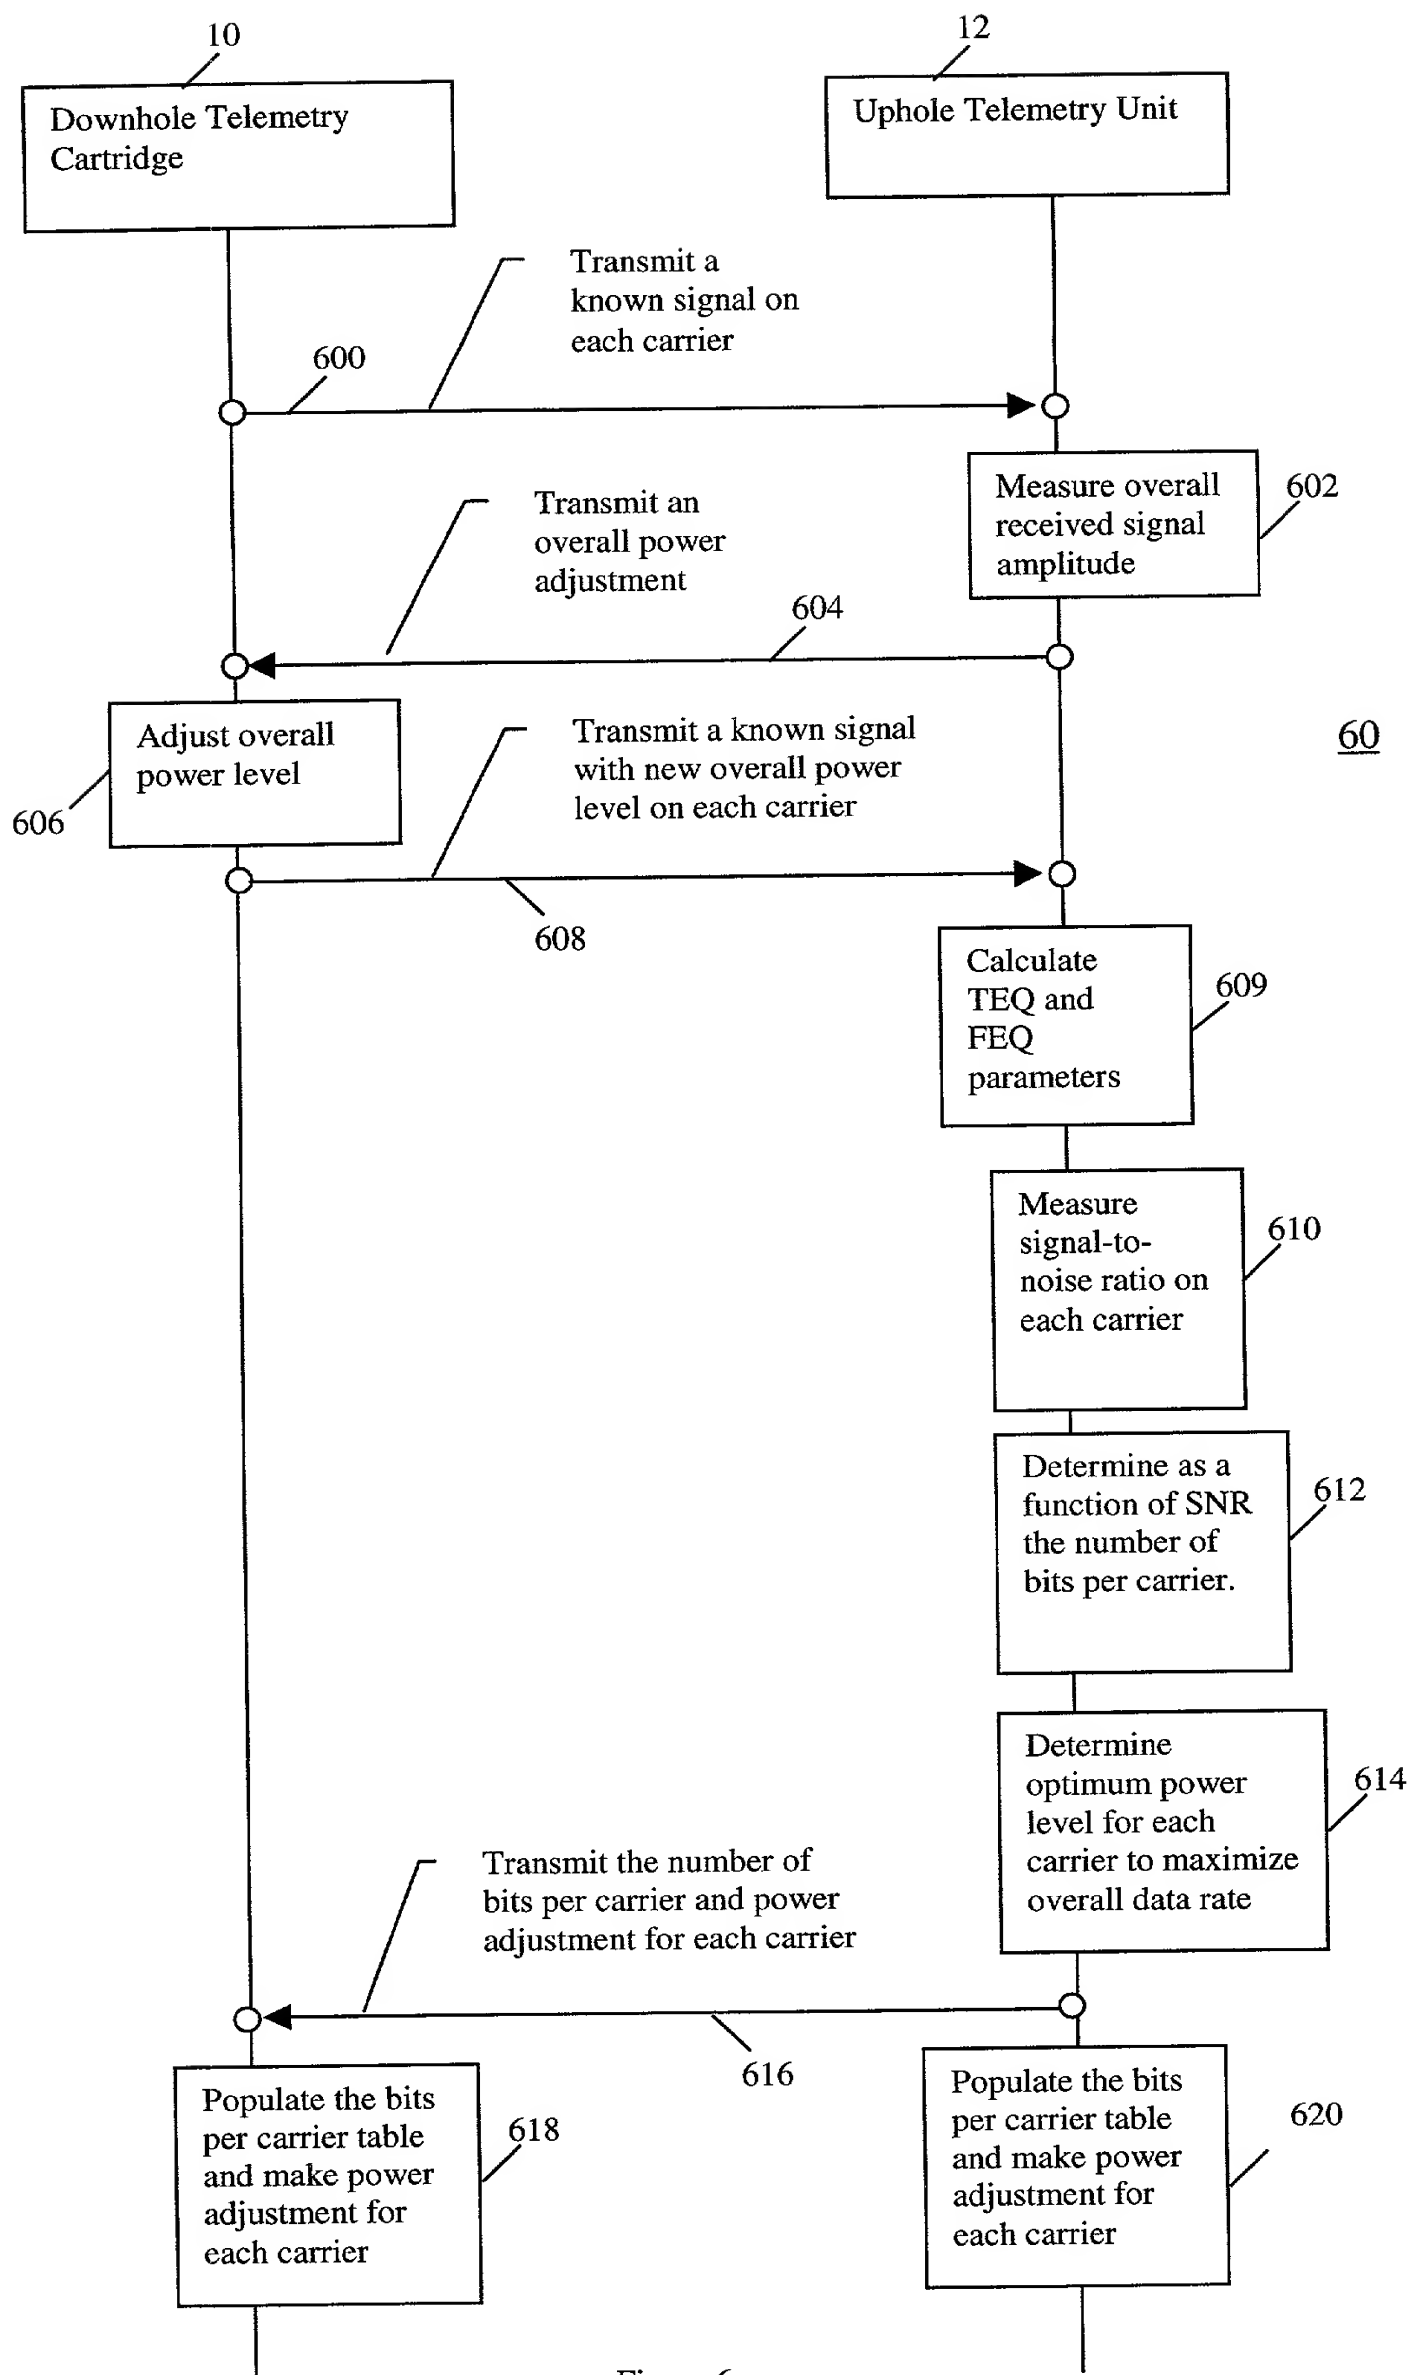 10
12
Downhole Telemetry
Cartridge
Uphole Telemetry Unit
Transmit a
known signal on
each carrier
600
Measure overall
received signal
amplitude
602
Transmit an
overall power
adjustment
604
Adjust overall
power level
606
Transmit a known signal
with new overall power
level on each carrier
60
608
Calculate
TEQ and
FEQ
parameters
609
Measure
signal-to-
noise ratio on
each carrier
610
Determine as a
function of SNR
the number of
bits per carrier.
612
Determine
optimum power
level for each
carrier to maximize
overall data rate
614
Transmit the number of
bits per carrier and power
adjustment for each carrier
616
Populate the bits
per carrier table
and make power
adjustment for
each carrier
618
Populate the bits
per carrier table
and make power
adjustment for
each carrier
620
Figure 6